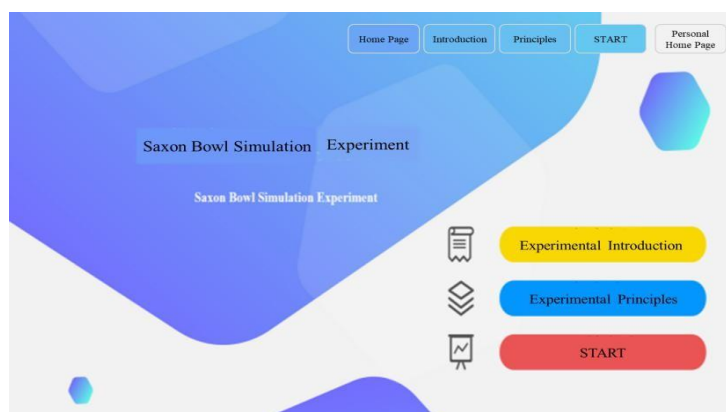 Home Page
Introduction
Principles
START
Personal
Home Page
Saxon Bowl Simulation Experiment
Saxon Bowl Simulation Experiment
Experimental Introduction
Experimental Principles
START